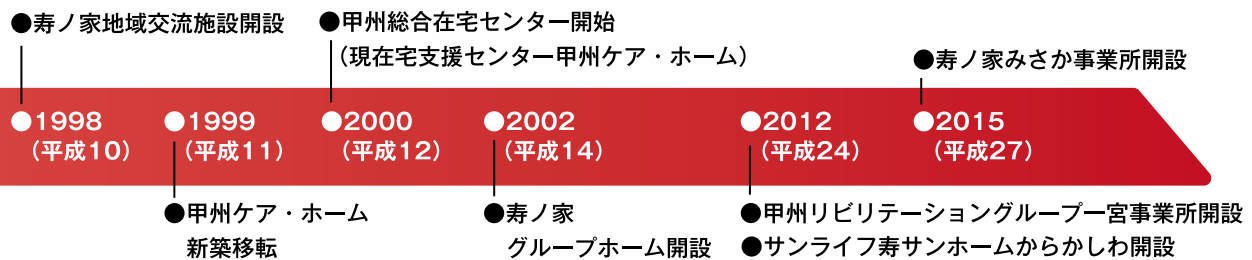 ●寿ノ家地域交流施設開設
●甲州総合在宅センター開始
（現在宅支援センター甲州ケア・ホーム）
●寿ノ家みさか事業所開設
●1998
（平成10）
●1999
（平成11）
●2000
（平成12）
●2002
（平成14）
●2012
（平成24）
●2015
（平成27）
●甲州ケア・ホーム
新築移転
●寿ノ家
グループホーム開設
●甲州リビリテーショングループ一宮事業所開設
●サンライフ寿サンホームからかしわ開設